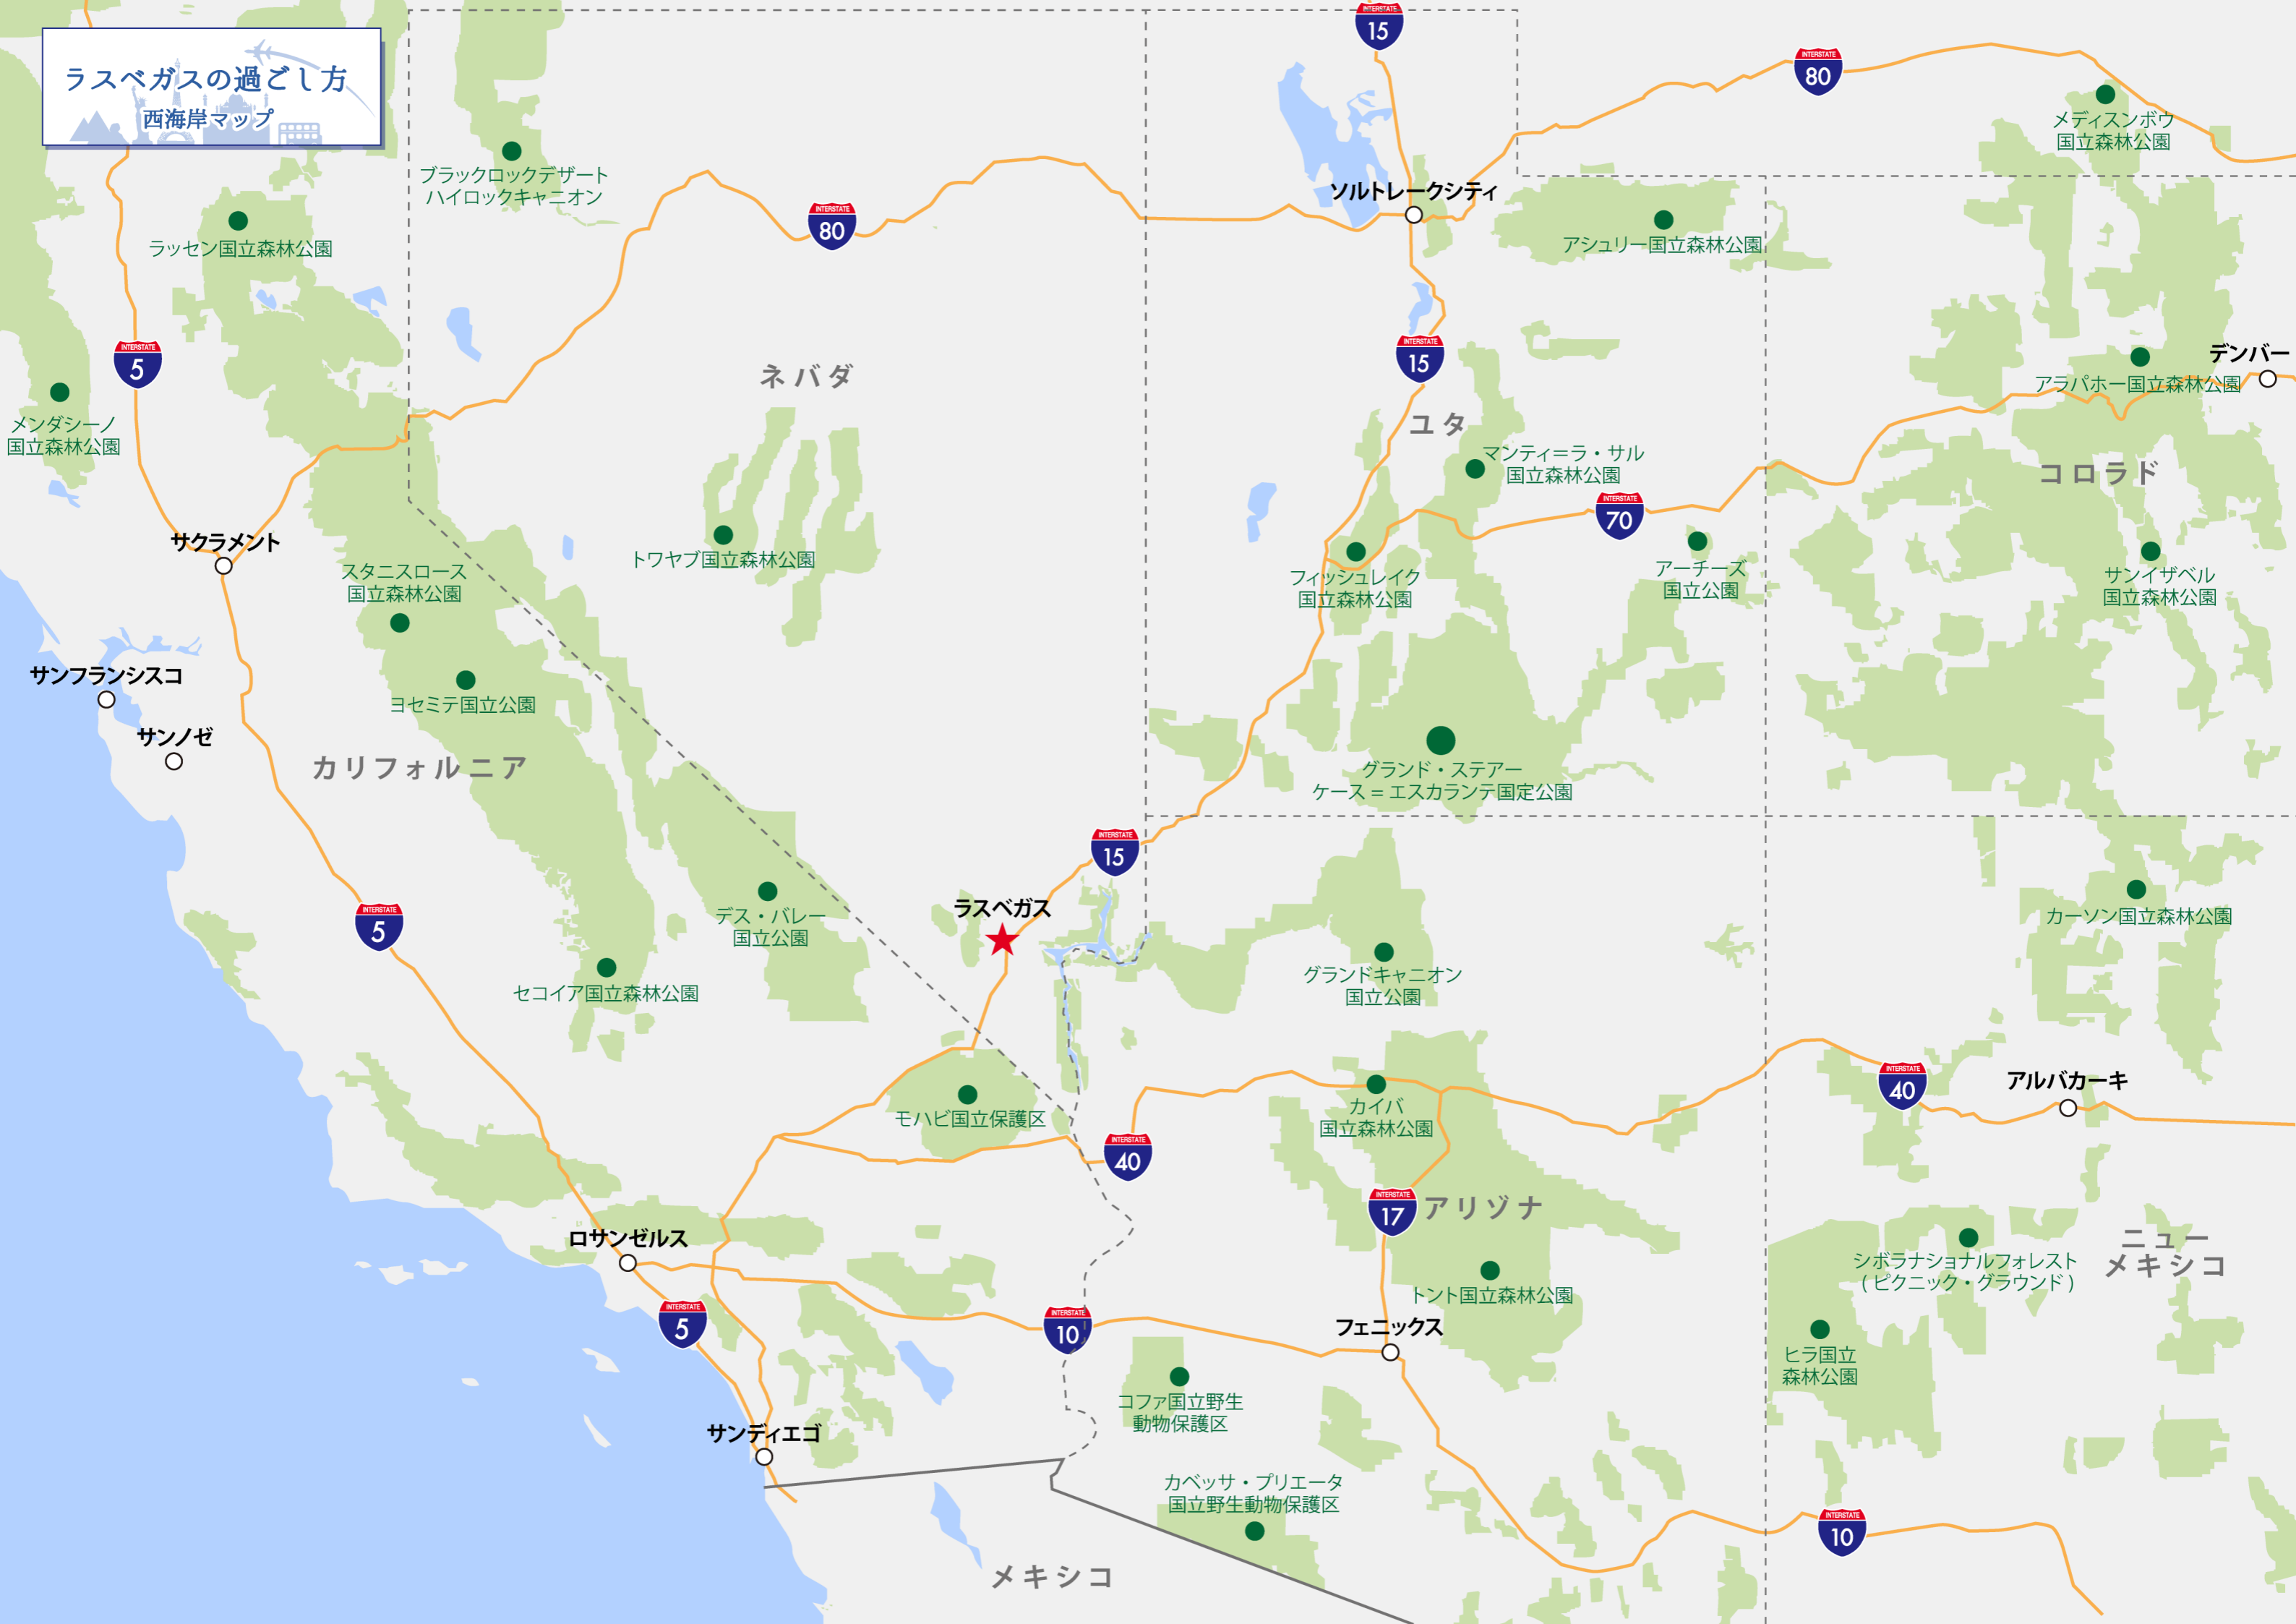 ラスベガスの過ごし方
西海岸マップ
INTERSTATE
15
INTERSTATE
80
メディスンボウ
国立森林公園
ブラックロックデザート
ハイロックキャニオン
ソルトレークシティ
ラッセン国立森林公園
INTERSTATE
80
アシュリー国立森林公園
INTERSTATE
5
INTERSTATE
15
デンバー
アラパホー国立森林公園
ネバダ
ユタ
メンダシーノ
国立森林公園
マンティ=ラ・サル
国立森林公園
コロラド
INTERSTATE
70
サクラメント
トワヤブ国立森林公園
スタニスロース
国立森林公園
フィッシュレイク
国立森林公園
アーチーズ
国立公園
サンイザベル
国立森林公園
サンフランシスコ
ヨセミテ国立公園
サンノゼ
カリフォルニア
グランド・ステアー
ケース=エスカランテ国定公園
INTERSTATE
15
INTERSTATE
5
デス・バレー
国立公園
ラスベガス
カーソン国立森林公園
グランドキャニオン
国立公園
セコイア国立森林公園
モハビ国立保護区
カイバ
国立森林公園
INTERSTATE
40
アルバカーキ
INTERSTATE
40
INTERSTATE
17
アリゾナ
ロサンゼルス
シボラナショナルフォレスト
(ピクニック・グラウンド)
ニュー
メキシコ
トント国立森林公園
INTERSTATE
5
INTERSTATE
10
フェニックス
ヒラ国立
森林公園
コファ国立野生
動物保護区
サンディエゴ
カベッサ・プリエータ
国立野生動物保護区
INTERSTATE
10
メキシコ